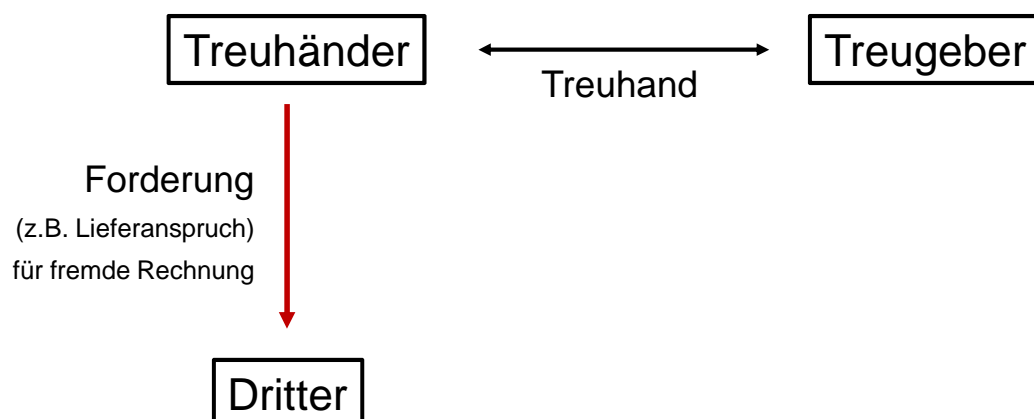 Treuhänder
Treugeber
Treuhand
Forderung
(z.B. Lieferanspruch)
für fremde Rechnung
Dritter